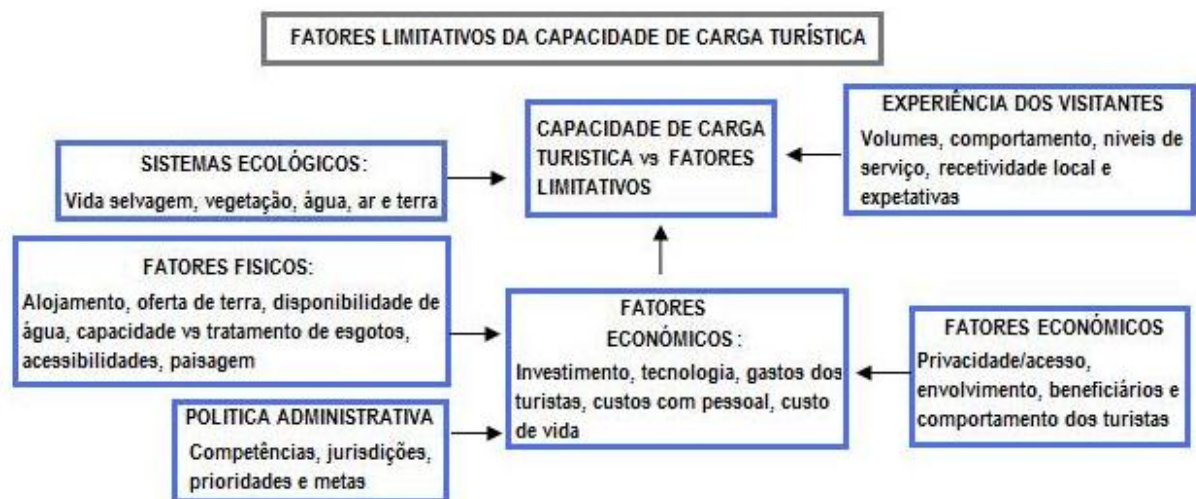 FATORES LIMITATIVOS DA CAPACIDADE DE CARGA TURÍSTICA
SISTEMAS ECOLÓGICOS:
Vida selvagem, vegetação, água, ar e terra
CAPACIDADE DE CARGA
TURISTICA vs FATORES
LIMITATIVOS
EXPERIÊNCIA DOS VISITANTES
Volumes, comportamento, niveis de
serviço, recetividade local e
expetativas
FATORES FISICOS:
Alojamento, oferta de terra, disponibilidade de
água, capacidade vs tratamento de esgotos,
acessibilidades, paisagem
FATORES
ECONÓMICOS :
Investimento, tecnologia, gastos dos
turistas, custos com pessoal, custo
de vida
FATORES ECONÓMICOS
Privacidade/acesso,
envolvimento, beneficiários e
comportamento dos turistas
POLITICA ADMINISTRATIVA
Competências, jurisdições,
prioridades e metas